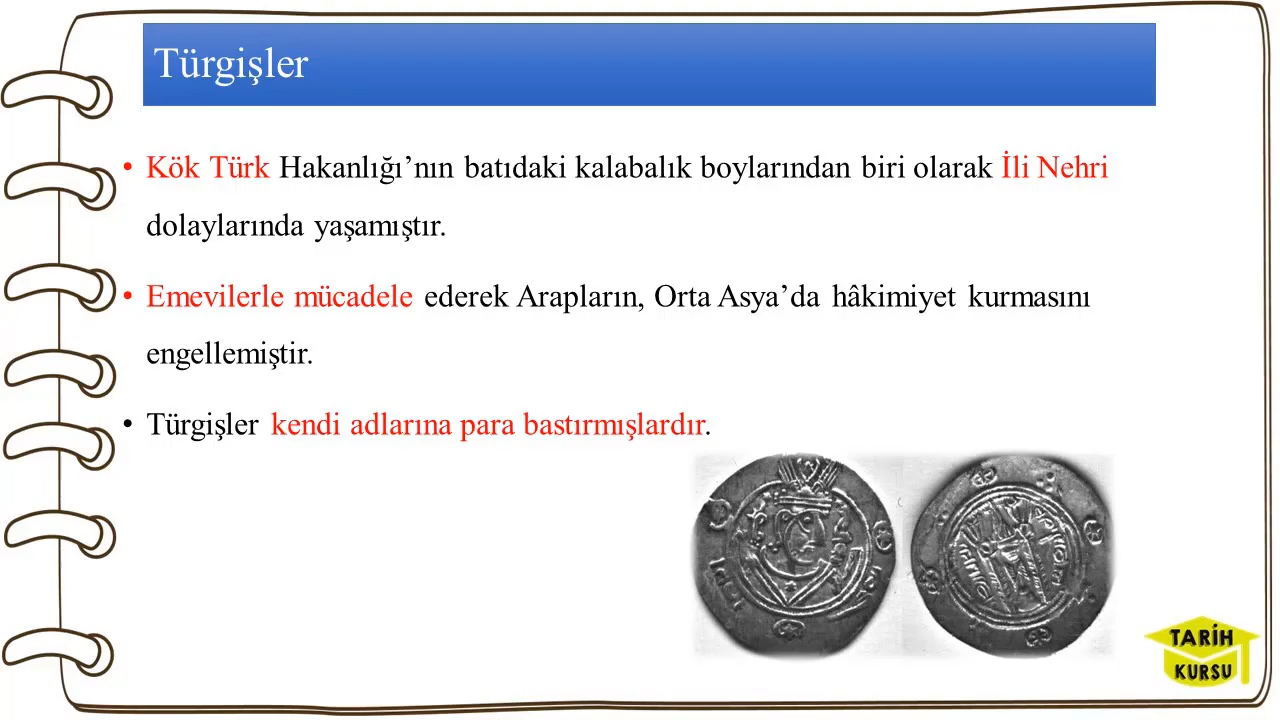 Türgişler
• Kök Türk Hakanlığı’nın batıdaki kalabalık boylarından biri olarak İli Nehri
dolaylarında yaşamıştır.
• Emevilerle mücadele ederek Arapların, Orta Asya’da hâkimiyet kurmasını
engellemiştir.
• Türgişler kendi adlarına para bastırmışlardır.
TARİH
KURSU